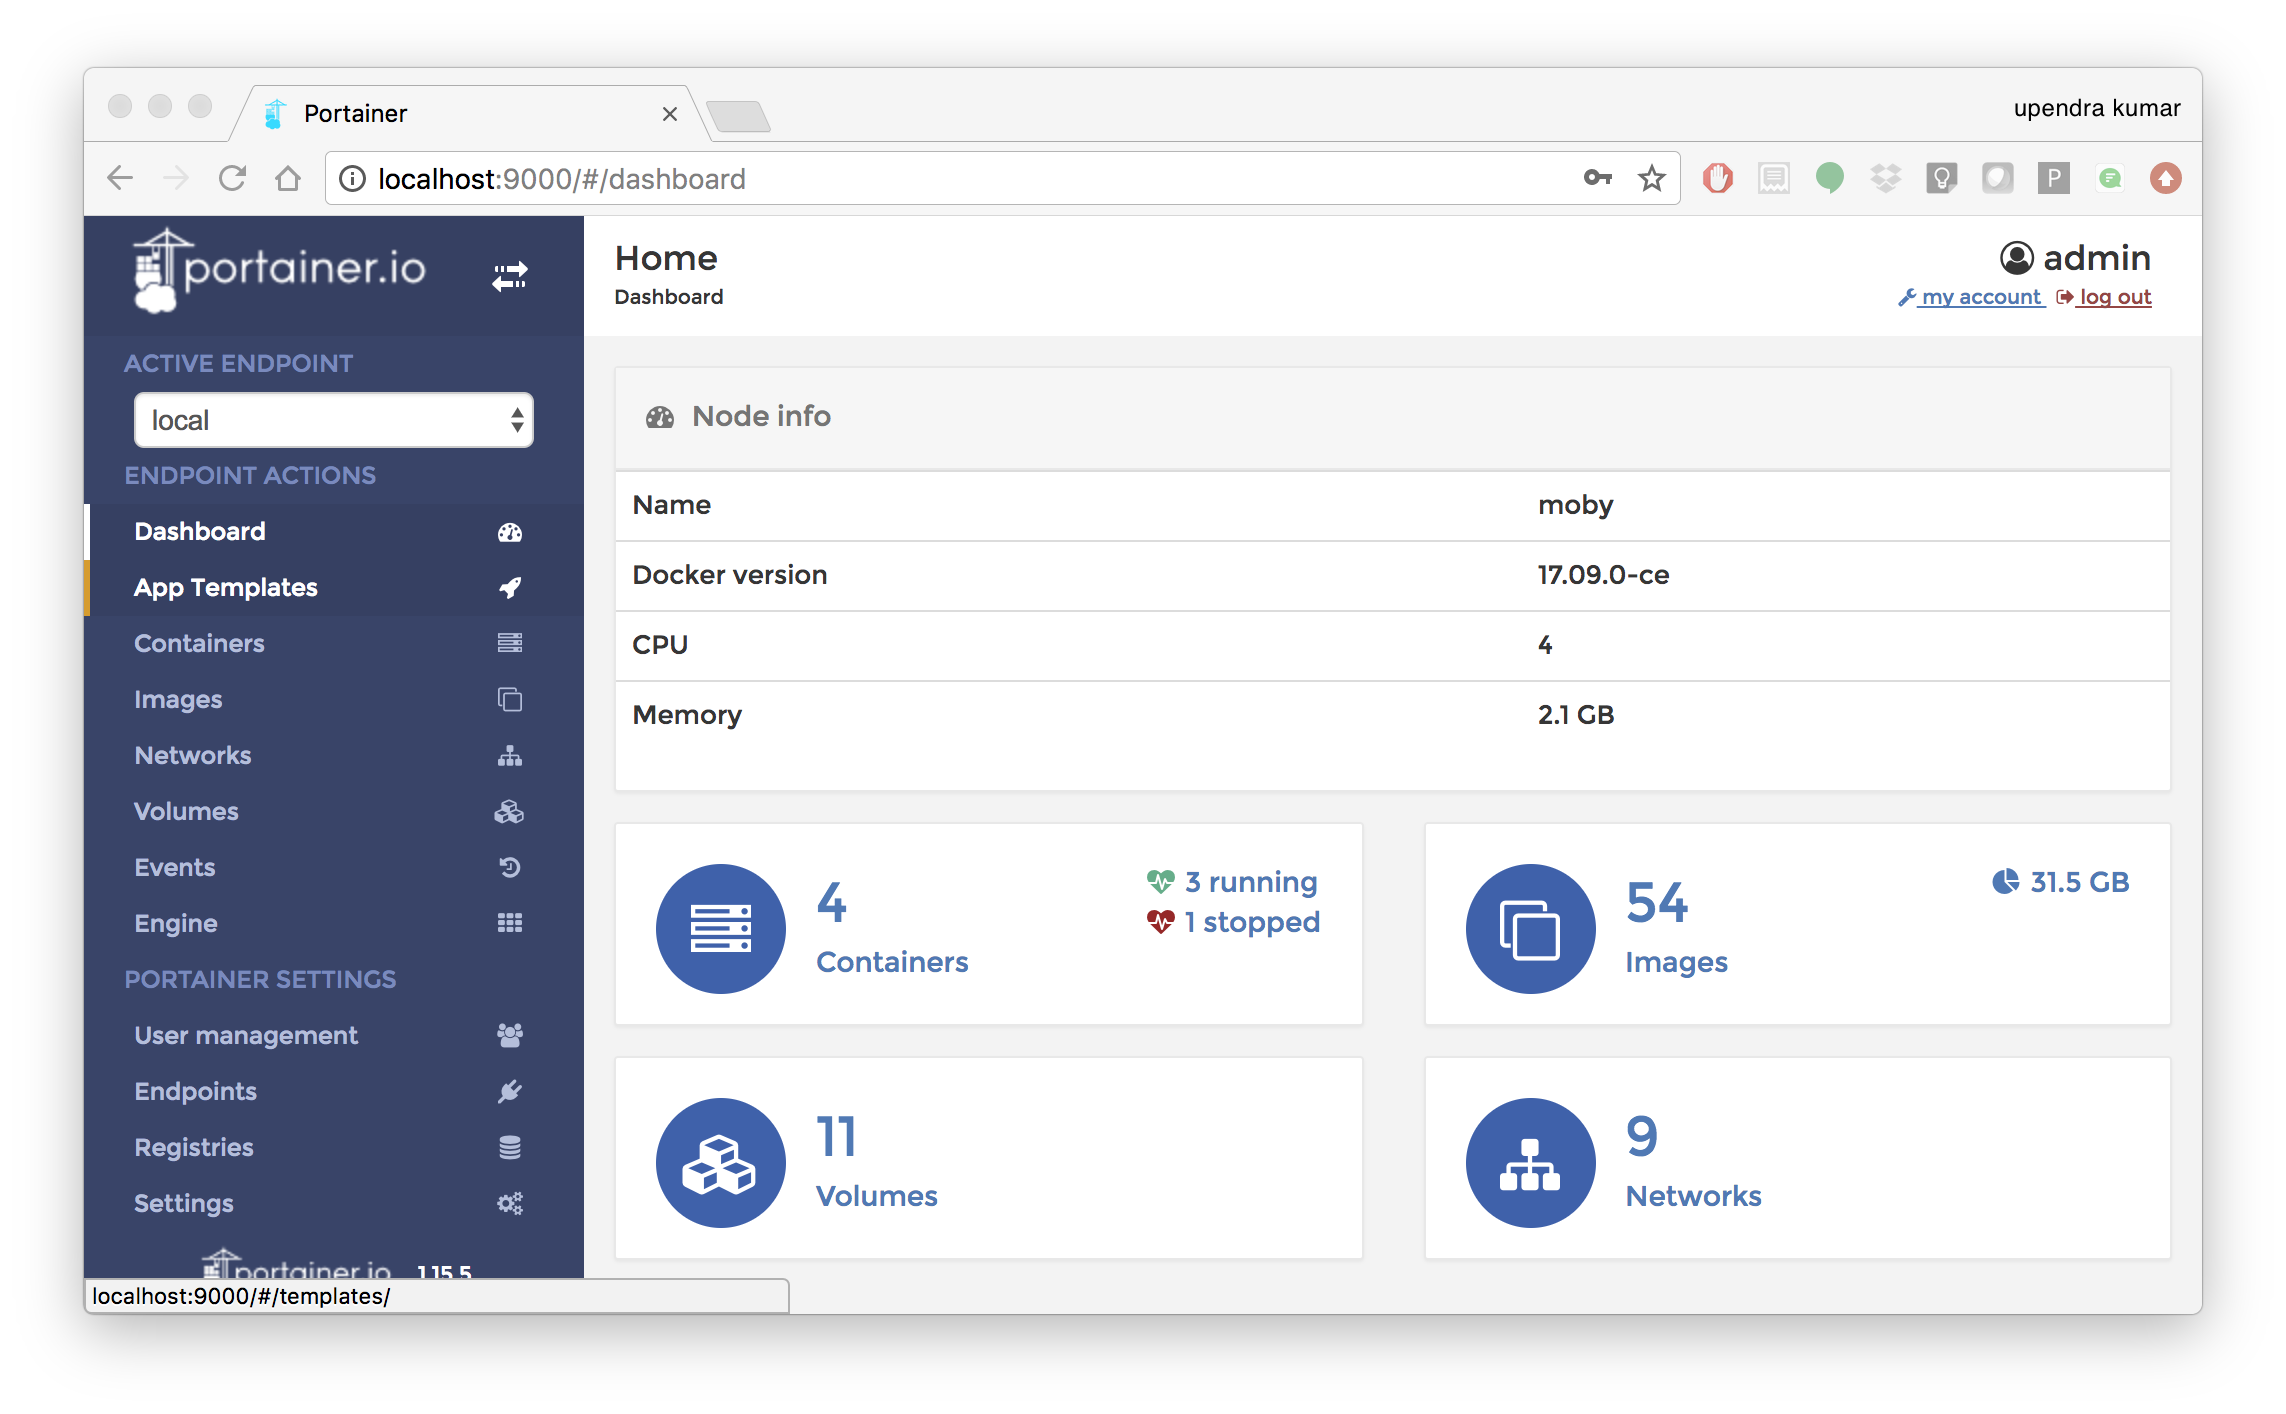 Portainer
upendra kumar
localhost:9000/#/dashboard
P
portainer.io
Home
admin
Dashboard
my account log out
ACTIVE ENDPOINT
local
ENDPOINT ACTIONS
Dashboard
App Templates
Containers
Images
Networks
Volumes
Events
Engine
PORTAINER SETTINGS
User management
Endpoints
Registries
Settings
portainer.io 1.15.5
localhost:9000/#/templates/
Node info
Name moby
Docker version 17.09.0-ce
CPU 4
Memory 2.1 GB
4
Containers
3 running
1 stopped
54
Images
31.5 GB
11
Volumes
9
Networks